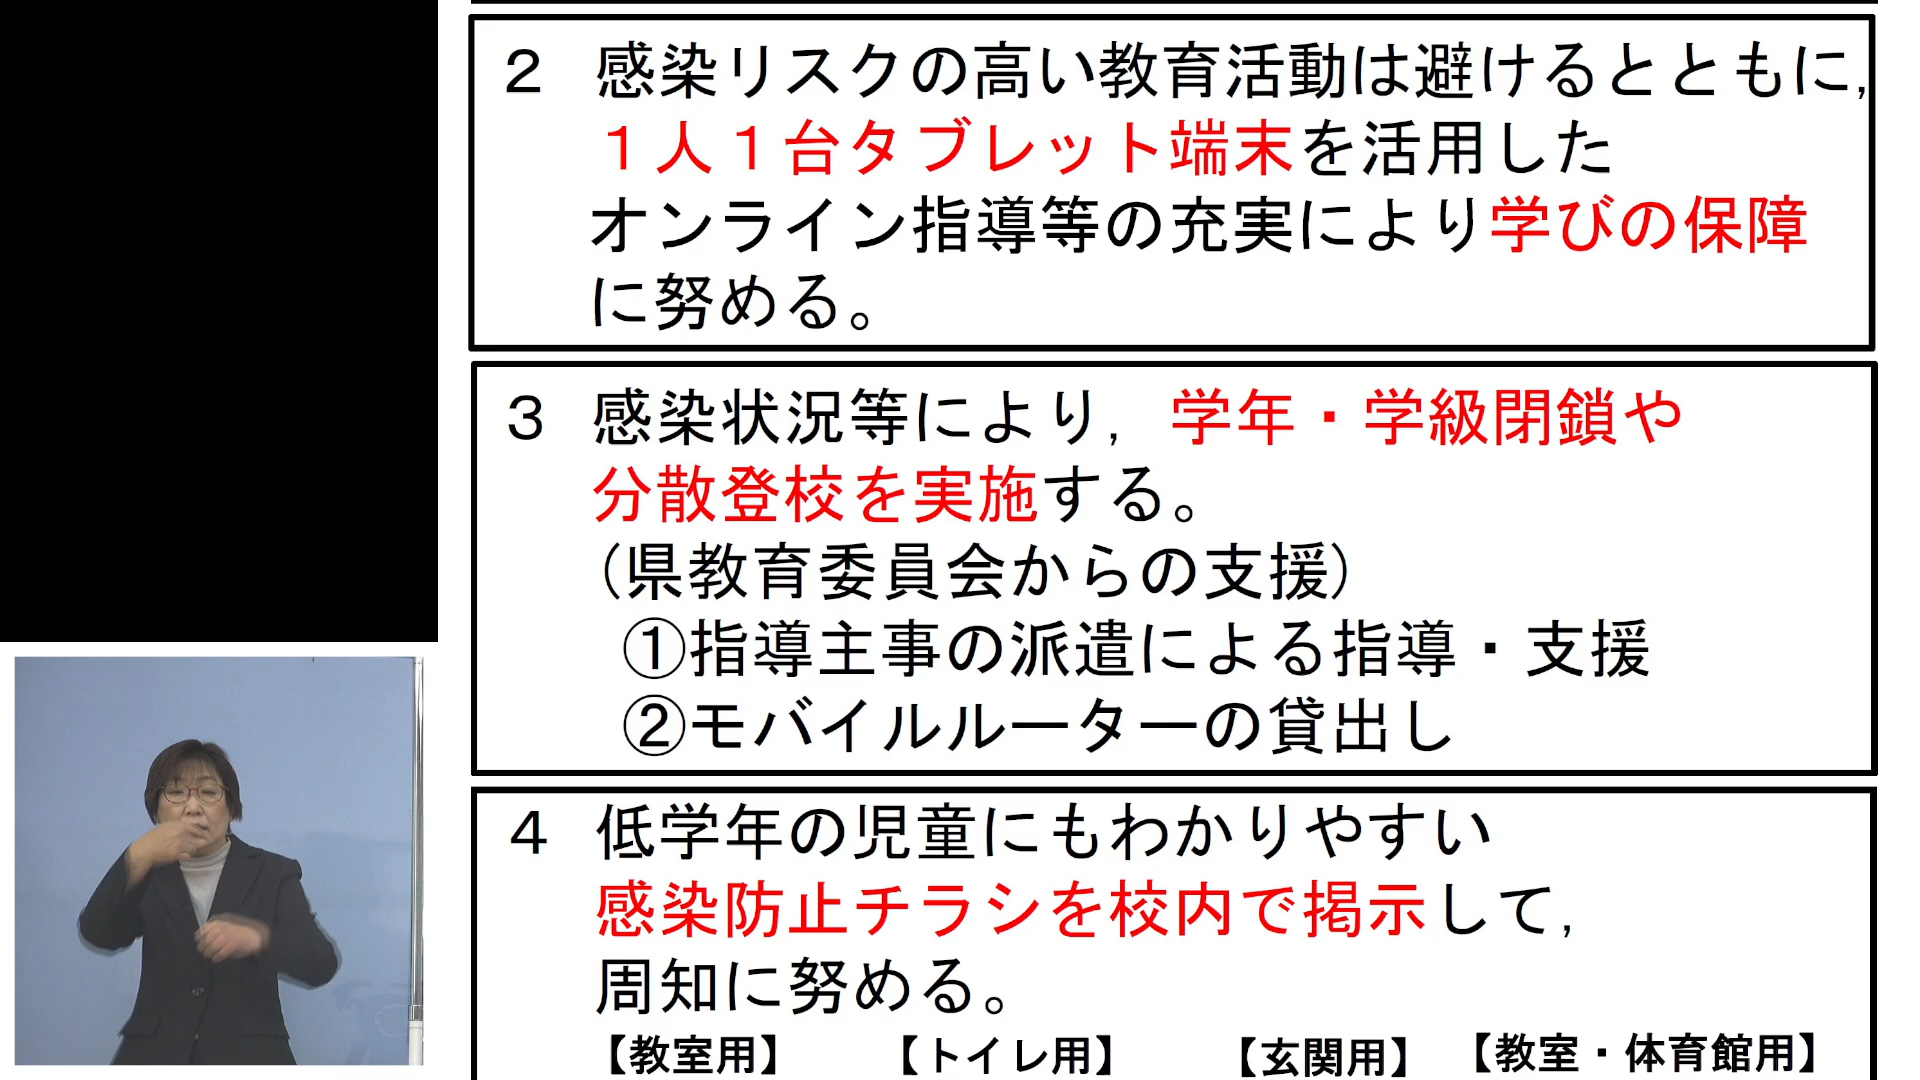 ２　感染リスクの高い教育活動は避けるとともに，
１人１台タブレット端末を活用した
オンライン指導等の充実により学びの保障
に努める。
３　感染状況等により，学年・学級閉鎖や
分散登校を実施する。
（県教育委員会からの支援）
①指導主事の派遣による指導・支援
②モバイルルーターの貸出し
４　低学年の児童にもわかりやすい
感染防止チラシを校内で掲示して，
周知に努める。
【教室用】　【トイレ用】　【玄関用】　【教室・体育館用】